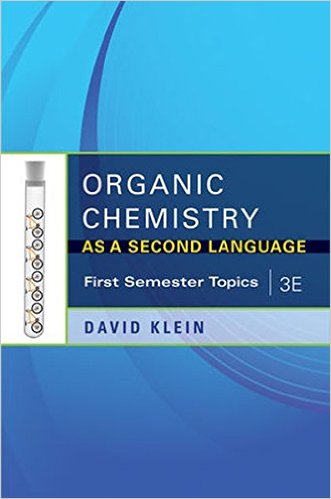 ORGANIC
CHEMISTRY
AS A SECOND LANGUAGE
First Semester Topics | 3E
DAVID KLEIN